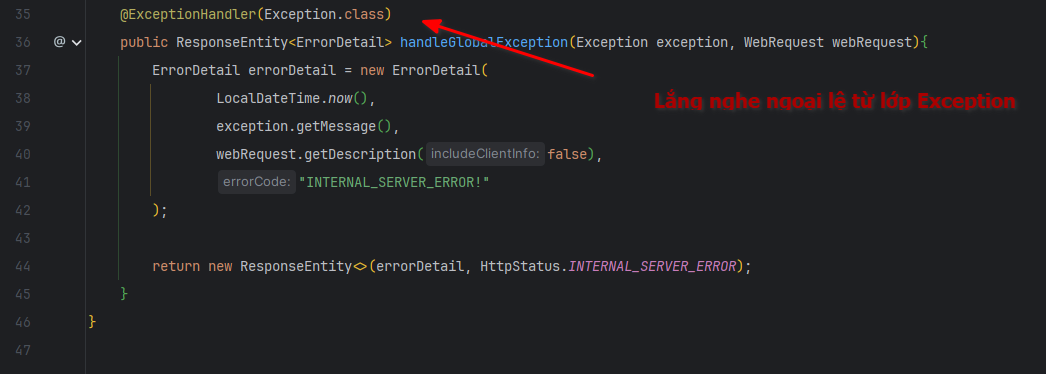 35 @ExceptionHandler(Exception.class)
36 @ public ResponseEntity<ErrorDetail> handleGlobalException(Exception exception, WebRequest webRequest){
37 ErrorDetail errorDetail = new ErrorDetail(
38 LocalDateTime.now(),
Lắng nghe ngoại lệ từ lớp Exception
39 exception.getMessage(),
40 webRequest.getDescription( includeClientInfo: false),
41 errorCode: "INTERNAL_SERVER_ERROR!"
42 );
43
44 return new ResponseEntity<>(errorDetail, HttpStatus.INTERNAL_SERVER_ERROR);
45 }
46 }
47